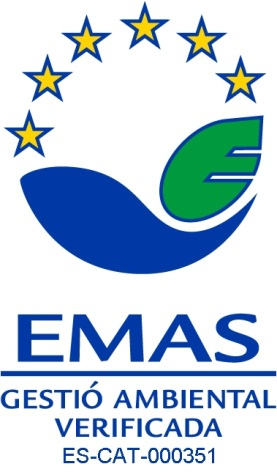 EMAS
GESTIÓ AMBIENTAL
VERIFICADA
ES-CAT-000351